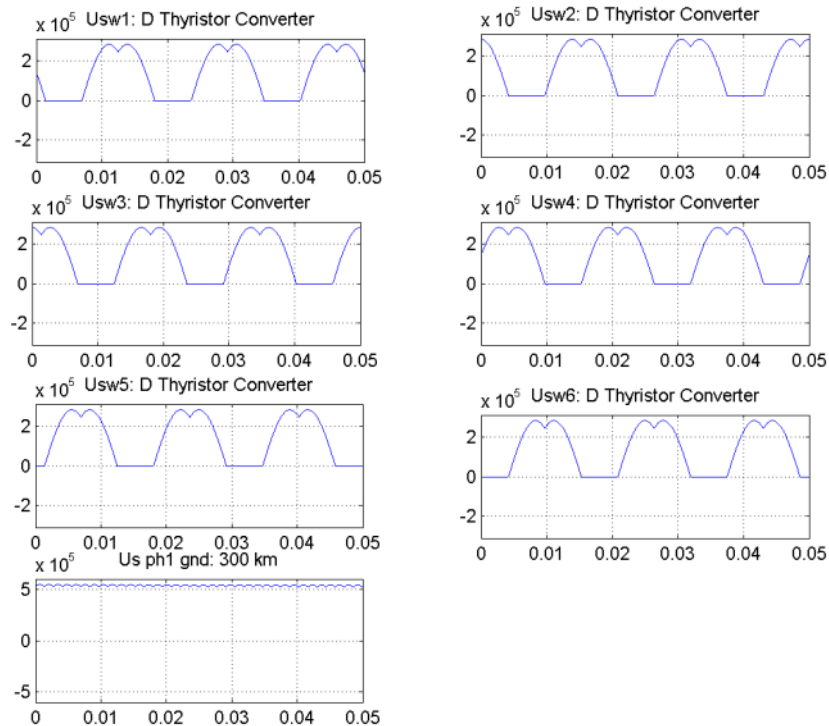 x 10^5 Usw1: D Thyristor Converter
2
0
-2
0 0.01 0.02 0.03 0.04 0.05
x 10^5 Usw2: D Thyristor Converter
2
0
-2
0 0.01 0.02 0.03 0.04 0.05
x 10^5 Usw3: D Thyristor Converter
2
0
-2
0 0.01 0.02 0.03 0.04 0.05
x 10^5 Usw4: D Thyristor Converter
2
0
-2
0 0.01 0.02 0.03 0.04 0.05
x 10^5 Usw5: D Thyristor Converter
2
0
-2
0 0.01 0.02 0.03 0.04 0.05
x 10^5 Usw6: D Thyristor Converter
2
0
-2
0 0.01 0.02 0.03 0.04 0.05
x 10^5 Us ph1 gnd: 300 km
5
0
-5
0 0.01 0.02 0.03 0.04 0.05